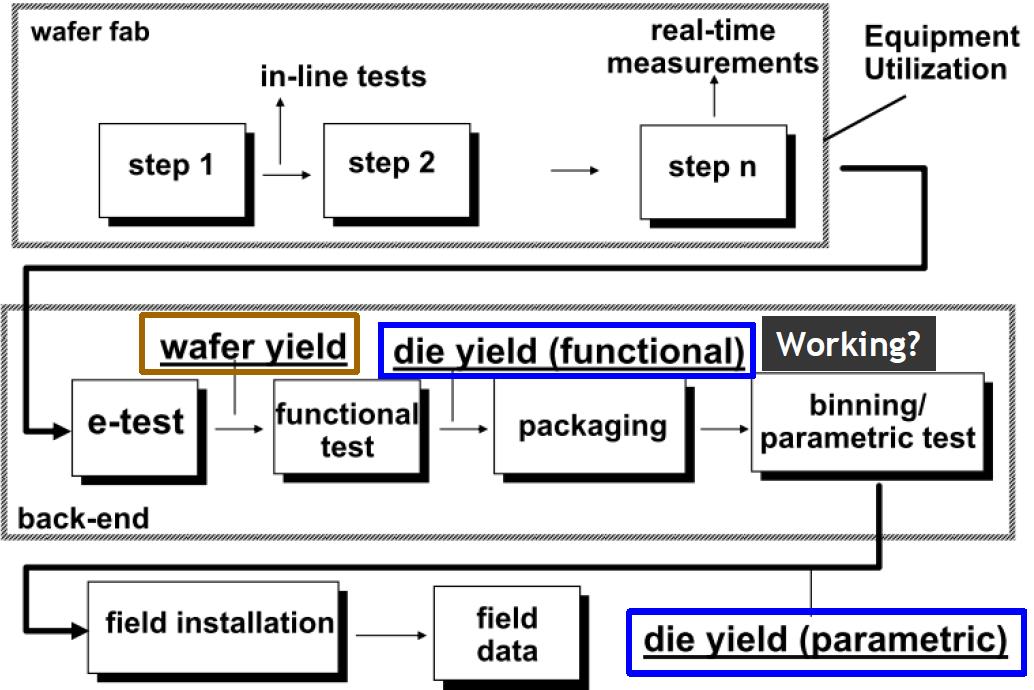 wafer fab
in-line tests
real-time
measurements
Equipment
Utilization
step 1
step 2
step n
wafer yield
die yield (functional)
Working?
e-test
functional
test
packaging
binning/
parametric test
back-end
field installation
field
data
die yield (parametric)